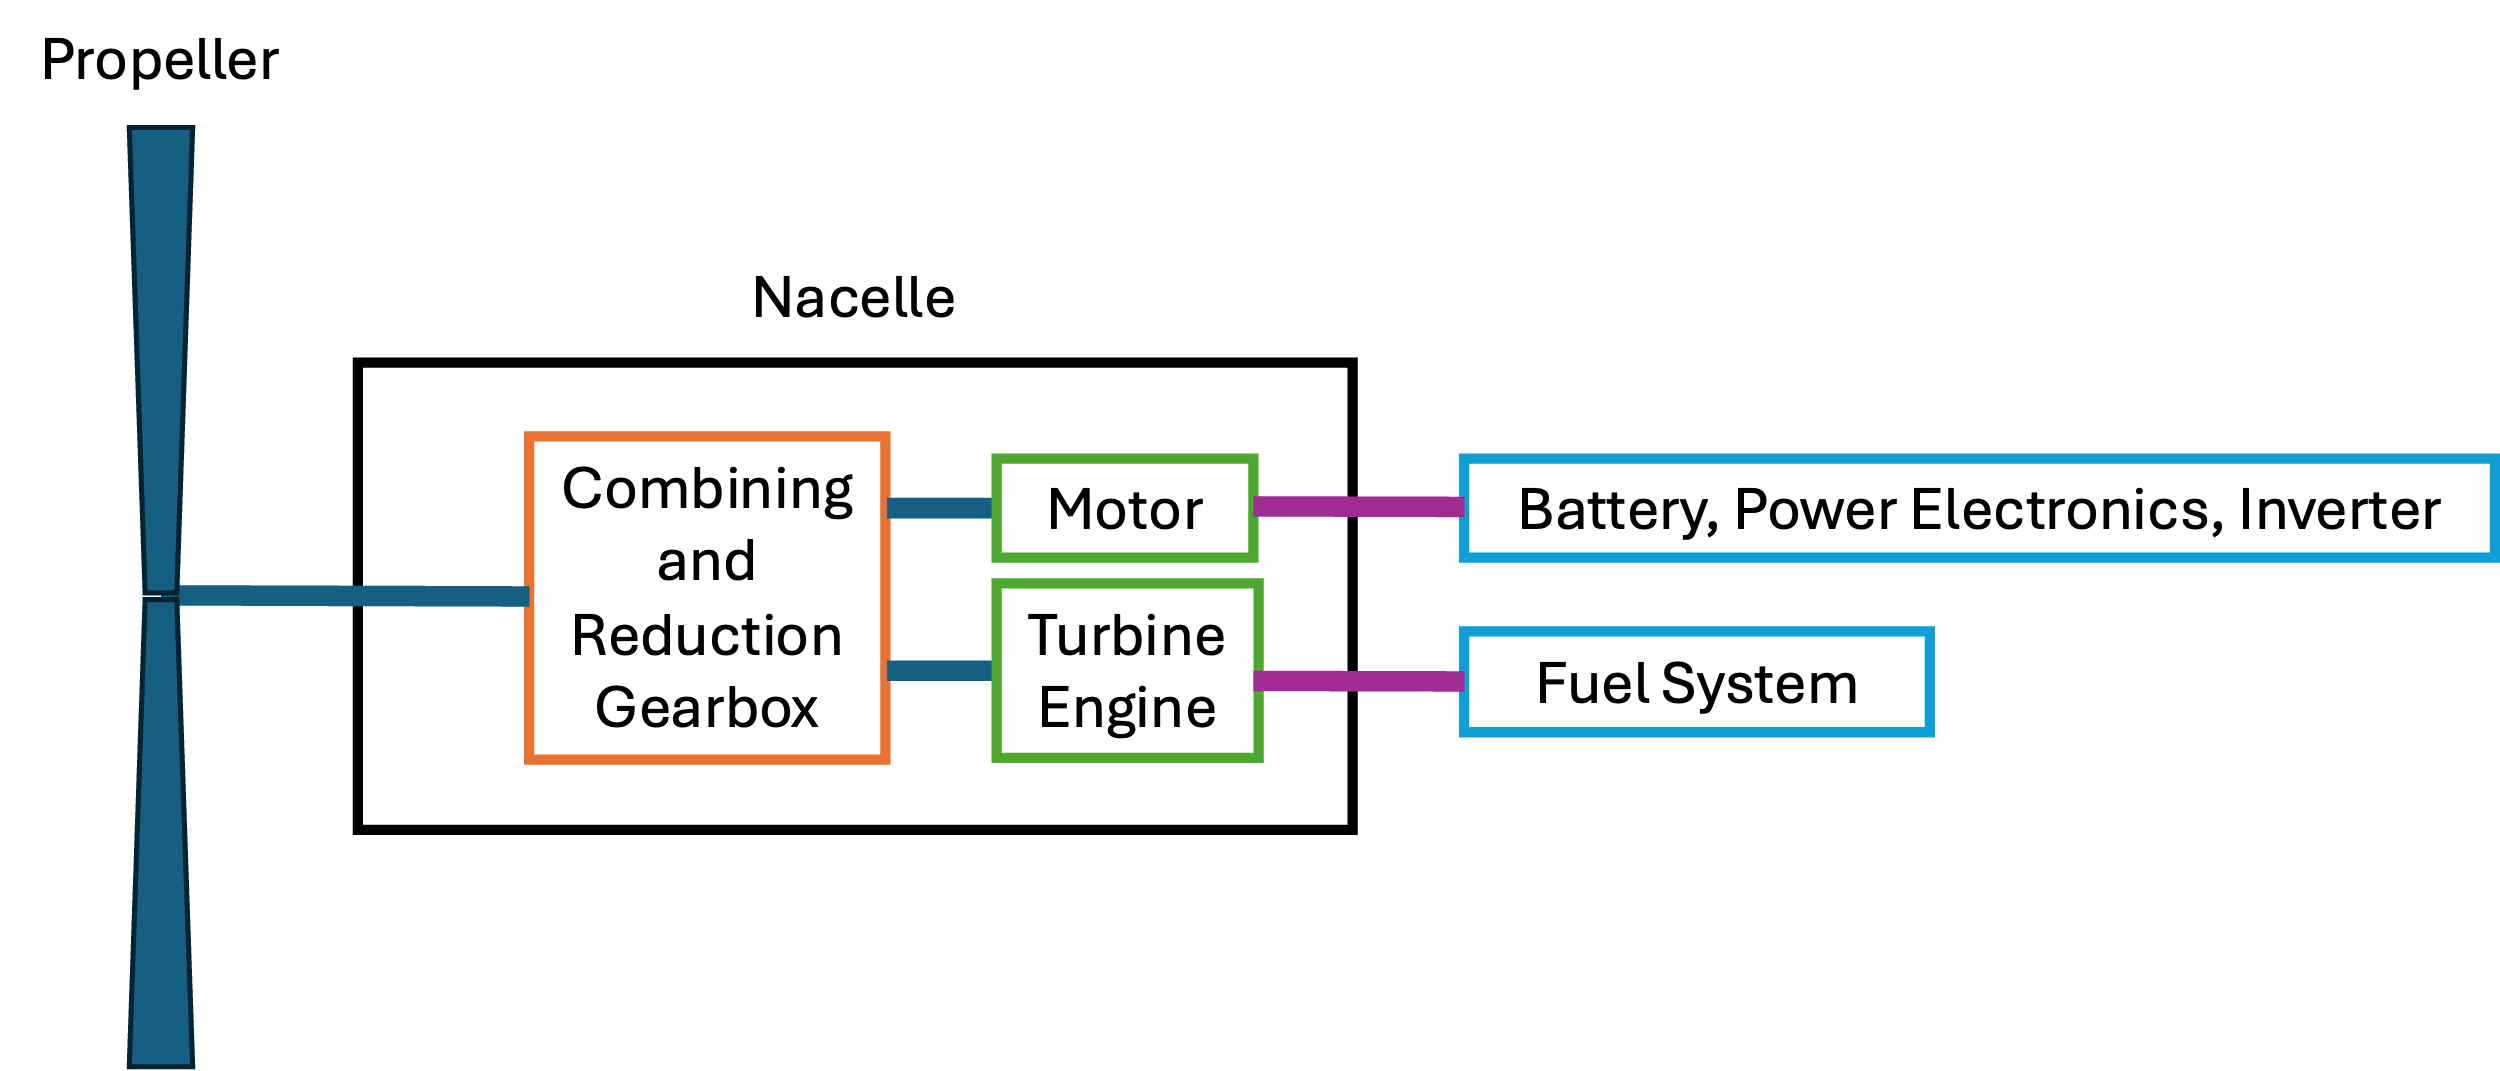 Propeller
Nacelle
Combining
and
Reduction
Gearbox
Motor
Turbine
Engine
Battery, Power Electronics, Inverter
Fuel System